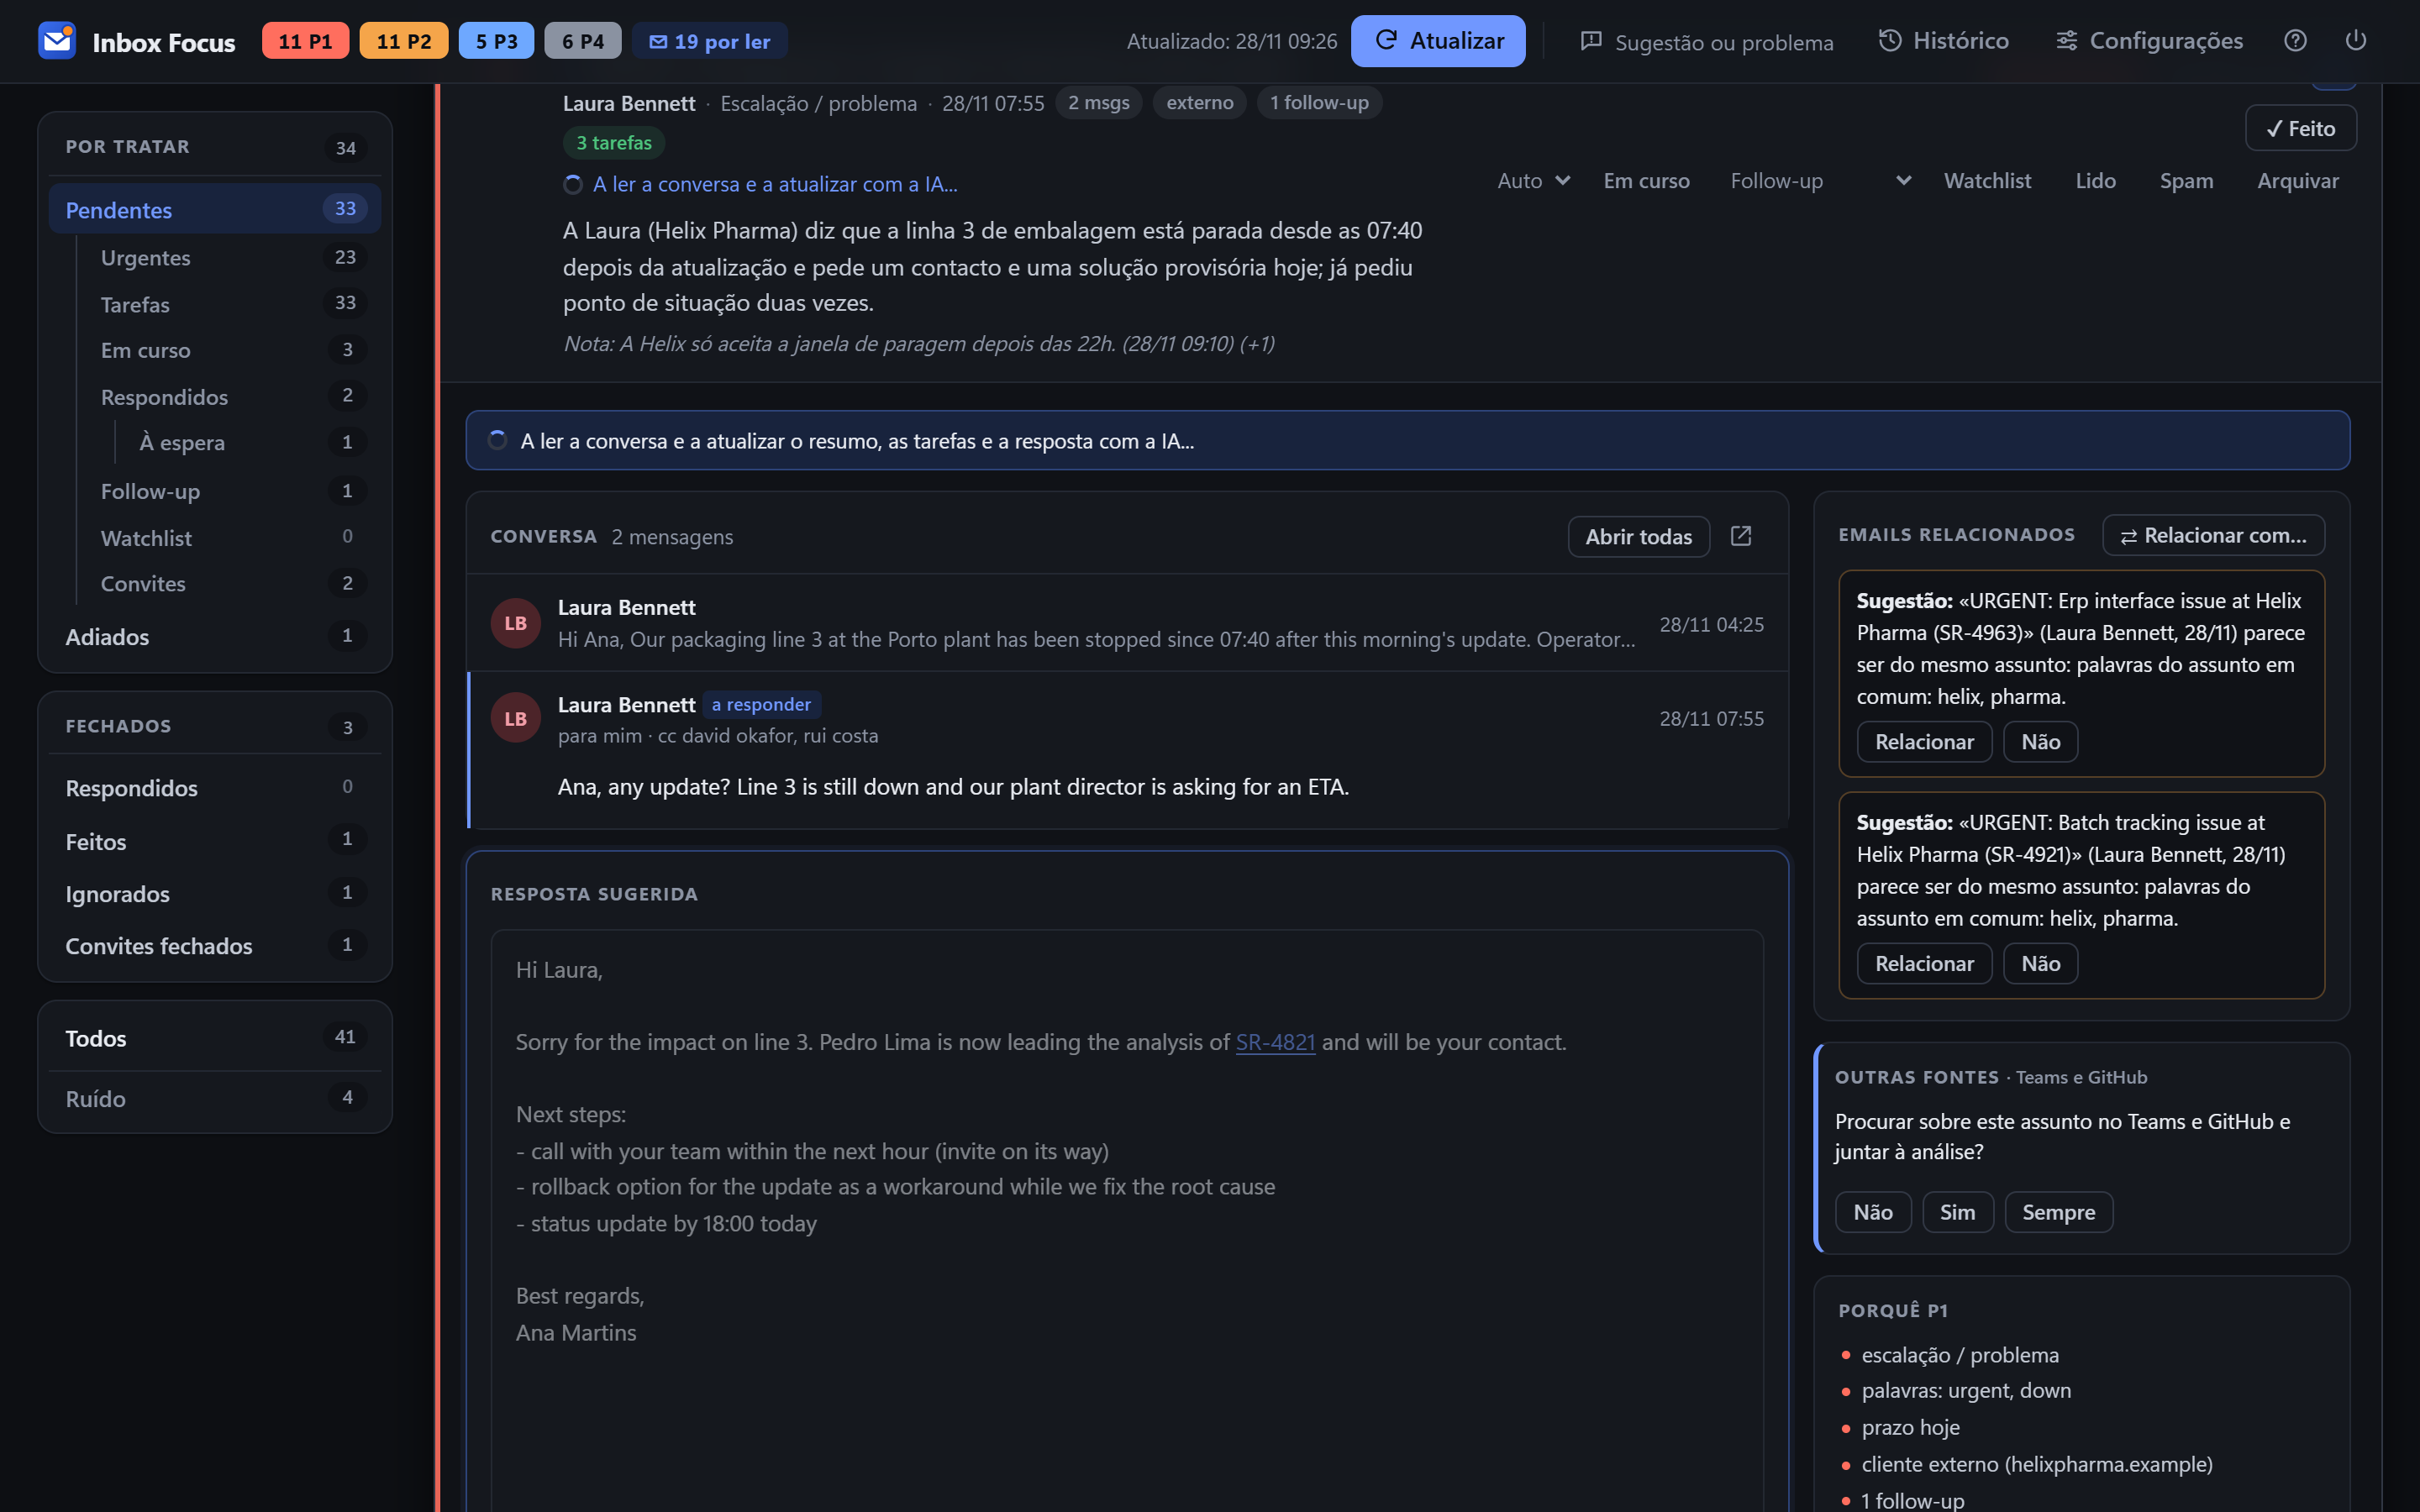 Inbox Focus
11 P1
11 P2
5 P3
6 P4
19 por ler
Atualizado: 28/11 09:26
Atualizar
Sugestão ou problema
Histórico
Configurações
POR TRATAR 34
Pendentes 33
Urgentes 23
Tarefas 33
Em curso 3
Respondidos 2
À espera 1
Follow-up 1
Watchlist 0
Convites 2
Adiados 1
FECHADOS 3
Respondidos 0
Feitos 1
Ignorados 1
Convites fechados 1
Todos 41
Ruído 4
Laura Bennett · Escalação / problema · 28/11 07:55 2 msgs externo 1 follow-up
3 tarefas
A ler a conversa e a atualizar com a IA...
✓ Feito
Auto Em curso Follow-up Watchlist Lido Spam Arquivar
A Laura (Helix Pharma) diz que a linha 3 de embalagem está parada desde as 07:40
depois da atualização e pede um contacto e uma solução provisória hoje; já pediu
ponto de situação duas vezes.
Nota: A Helix só aceita a janela de paragem depois das 22h. (28/11 09:10) (+1)
A ler a conversa e a atualizar o resumo, as tarefas e a resposta com a IA...
CONVERSA 2 mensagens
Abrir todas
LB
Laura Bennett
Hi Ana, Our packaging line 3 at the Porto plant has been stopped since 07:40 after this morning's update. Operator...
28/11 04:25
LB
Laura Bennett a responder
para mim · cc david okafor, rui costa
28/11 07:55
Ana, any update? Line 3 is still down and our plant director is asking for an ETA.
RESPOSTA SUGERIDA
Hi Laura,
Sorry for the impact on line 3. Pedro Lima is now leading the analysis of SR-4821 and will be your contact.
Next steps:
- call with your team within the next hour (invite on its way)
- rollback option for the update as a workaround while we fix the root cause
- status update by 18:00 today
Best regards,
Ana Martins
EMAILS RELACIONADOS
⇄ Relacionar com...
Sugestão: «URGENT: Erp interface issue at Helix
Pharma (SR-4963)» (Laura Bennett, 28/11) parece
ser do mesmo assunto: palavras do assunto em
comum: helix, pharma.
Relacionar Não
Sugestão: «URGENT: Batch tracking issue at
Helix Pharma (SR-4921)» (Laura Bennett, 28/11)
parece ser do mesmo assunto: palavras do
assunto em comum: helix, pharma.
Relacionar Não
OUTRAS FONTES · Teams e GitHub
Procurar sobre este assunto no Teams e GitHub e
juntar à análise?
Não Sim Sempre
PORQUÊ P1
escalação / problema
palavras: urgent, down
prazo hoje
cliente externo (helixpharma.example)
1 follow-up